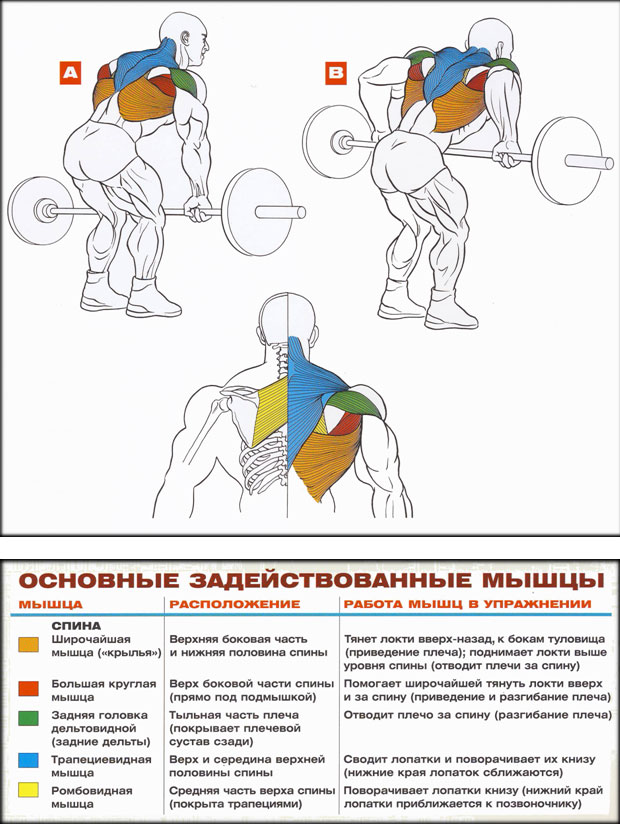 А
В
ОСНОВНЫЕ ЗАДЕЙСТВОВАННЫЕ МЫШЦЫ
МЫШЦА РАСПОЛОЖЕНИЕ РАБОТА МЫШЦ В УПРАЖНЕНИИ
СПИНА
Широчайшая мышца («крылья»)
Верхняя боковая часть и нижняя половина спины
Тянет локти вверх-назад, к бокам туловища (приведение плеча); поднимает локти выше уровня спины (отводит плечи за спину)
Большая круглая мышца
Верх боковой части спины (прямо под подмышкой)
Помогает широчайшей тянуть локти вверх и за спину (приведение и разгибание плеча)
Задняя головка дельтовидной (задние дельты)
Тыльная часть плеча (покрывает плечевой сустав сзади)
Отводит плечо за спину (разгибание плеча)
Трапециевидная мышца
Верх и середина верхней половины спины
Сводит лопатки и поворачивает их книзу (нижние края лопаток сближаются)
Ромбовидная мышца
Средняя часть верха спины (покрыта трапециями)
Поворачивает лопатки книзу (нижний край лопатки приближается к позвоночнику)